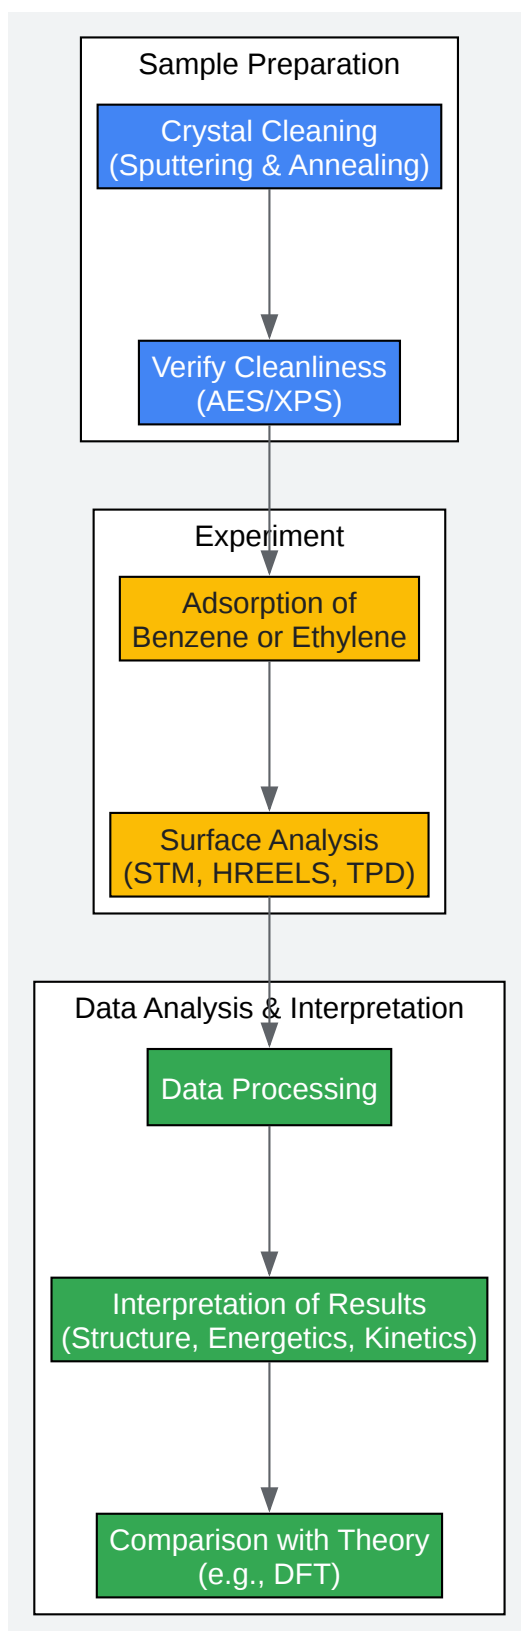 Sample Preparation
Crystal Cleaning
(Sputtering & Annealing)
Verify Cleanliness
(AES/XPS)
Experiment
Adsorption of
Benzene or Ethylene
Surface Analysis
(STM, HREELS, TPD)
Data Analysis & Interpretation
Data Processing
Interpretation of Results
(Structure, Energetics, Kinetics)
Comparison with Theory
(e.g., DFT)